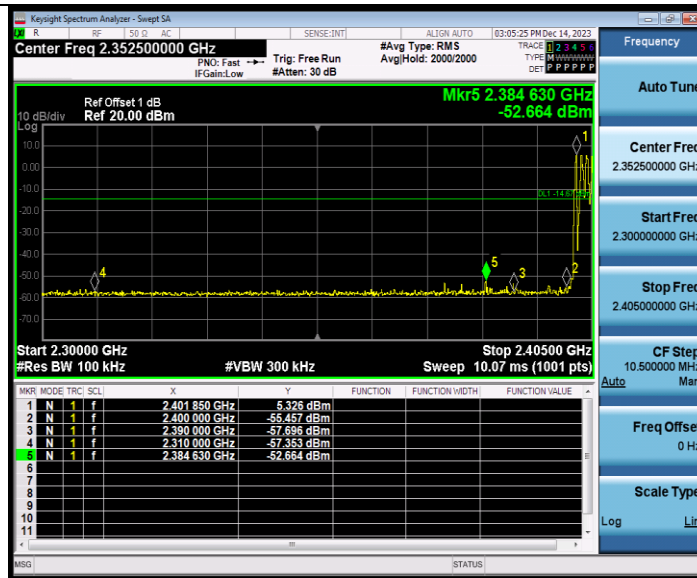 Keysight Spectrum Analyzer - Swept SA
R RF 50 Ω AC SENSE:INT ALIGN AUTO 03:05:25 PM Dec 14, 2023
Center Freq 2.352500000 GHz
PNO: Fast
IFGain:Low
Trig: Free Run
#Atten: 30 dB
#Avg Type: RMS
Avg|Hold: 2000/2000
TRACE 1 2 3 4 5 6
TYPE M
DET P P P P P P
Frequency
Mkr5 2.384 630 GHz
-52.664 dBm
Ref Offset 1 dB
Ref 20.00 dBm
10 dB/div
Log
10.0
0.00
-10.0
-20.0
-30.0
-40.0
-50.0
-60.0
-70.0
1
2
3
4
5
Start 2.30000 GHz
Stop 2.40500 GHz
#Res BW 100 kHz
#VBW 300 kHz
Sweep 10.07 ms (1001 pts)
MKR MODE TRC SCL X Y FUNCTION FUNCTION WIDTH FUNCTION VALUE
1 N 1 f 2.401 850 GHz 5.326 dBm
2 N 1 f 2.400 000 GHz -55.457 dBm
3 N 1 f 2.390 000 GHz -57.696 dBm
4 N 1 f 2.310 000 GHz -57.353 dBm
5 N 1 f 2.384 630 GHz -52.664 dBm
6
7
8
9
10
11
MSG
STATUS
Auto Tune
Center Freq
2.352500000 GHz
Start Freq
2.300000000 GHz
Stop Freq
2.405000000 GHz
CF Step
10.500000 MHz
Auto Man
Freq Offset
0 Hz
Scale Type
Log Lin